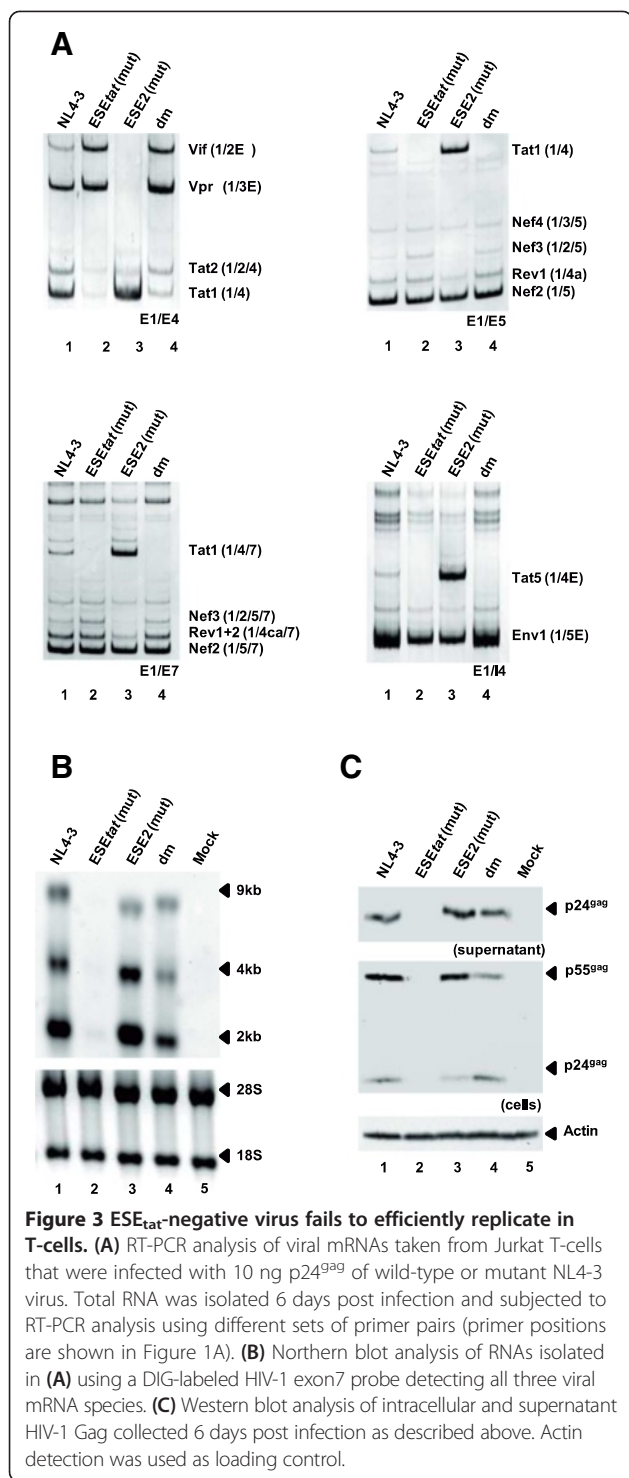 A
NL4-3 ESEtat(mut) ESE2 (mut) dm
Vif (1/2E )
Vpr (1/3E)
Tat2 (1/2/4)
Tat1 (1/4)
E1/E4
1 2 3 4
NL4-3 ESEtat(mut) ESE2 (mut) dm
Tat1 (1/4)
Nef4 (1/3/5)
Nef3 (1/2/5)
Rev1 (1/4a)
Nef2 (1/5)
E1/E5
1 2 3 4
NL4-3 ESEtat(mut) ESE2 (mut) dm
Tat1 (1/4/7)
Nef3 (1/2/5/7)
Rev1+2 (1/4ca/7)
Nef2 (1/5/7)
E1/E7
1 2 3 4
NL4-3 ESEtat(mut) ESE2 (mut) dm
Tat5 (1/4E)
Env1 (1/5E)
E1/I4
1 2 3 4
B
NL4-3 ESEtat(mut) ESE2 (mut) dm Mock
9kb
4kb
2kb
28S
18S
1 2 3 4 5
C
NL4-3 ESEtat(mut) ESE2 (mut) dm Mock
p24gag
(supernatant)
p55gag
p24gag
(cells)
Actin
1 2 3 4 5
Figure 3 ESEtat-negative virus fails to efficiently replicate in
T-cells. (A) RT-PCR analysis of viral mRNAs taken from Jurkat T-cells
that were infected with 10 ng p24gag of wild-type or mutant NL4-3
virus. Total RNA was isolated 6 days post infection and subjected to
RT-PCR analysis using different sets of primer pairs (primer positions
are shown in Figure 1A). (B) Northern blot analysis of RNAs isolated
in (A) using a DIG-labeled HIV-1 exon7 probe detecting all three viral
mRNA species. (C) Western blot analysis of intracellular and supernatant
HIV-1 Gag collected 6 days post infection as described above. Actin
detection was used as loading control.